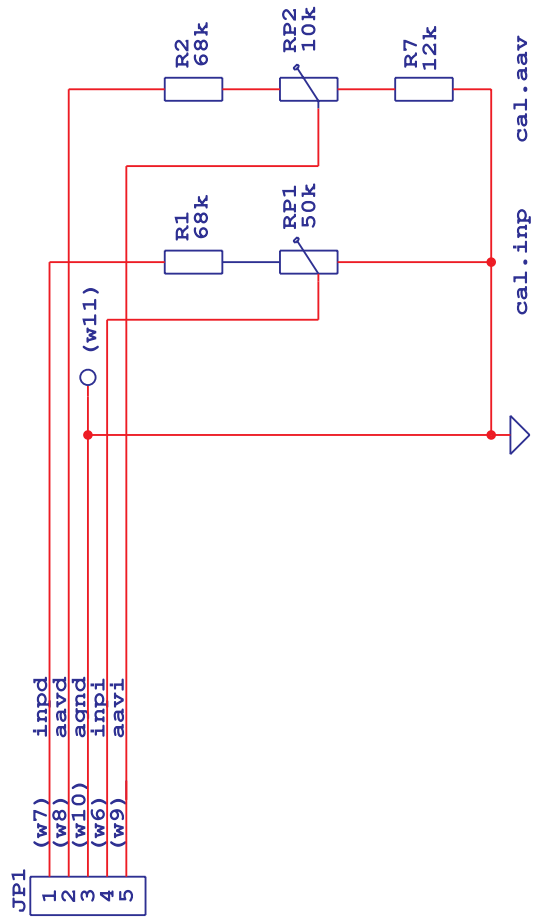 R2
68k
RP2
10k
R7
12k
cal.aav
R1
68k
RP1
50k
cal.inp
(w11)
inpd
aavd
agnd
inpi
aavi
(w7)
(w8)
(w10)
(w6)
(w9)
JP1
1
2
3
4
5